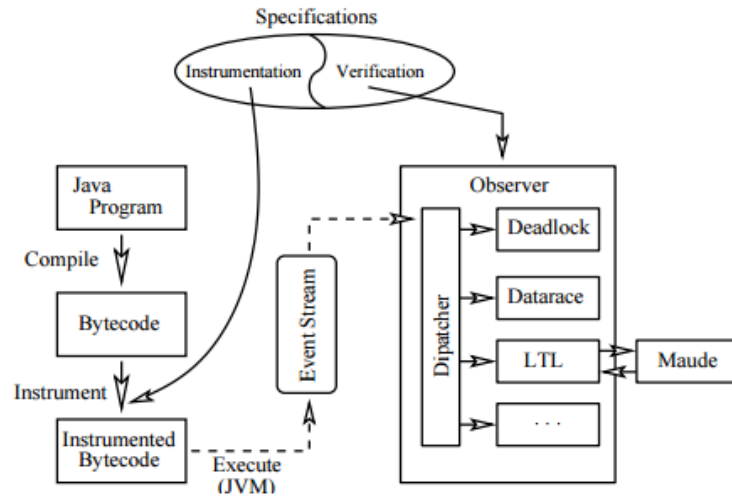 Specifications
Instrumentation
Verification
Java
Program
Compile
Bytecode
Instrument
Instrumented
Bytecode
Execute
(JVM)
Event Stream
Observer
Dipatcher
Deadlock
Datarace
LTL
Maude
. . .